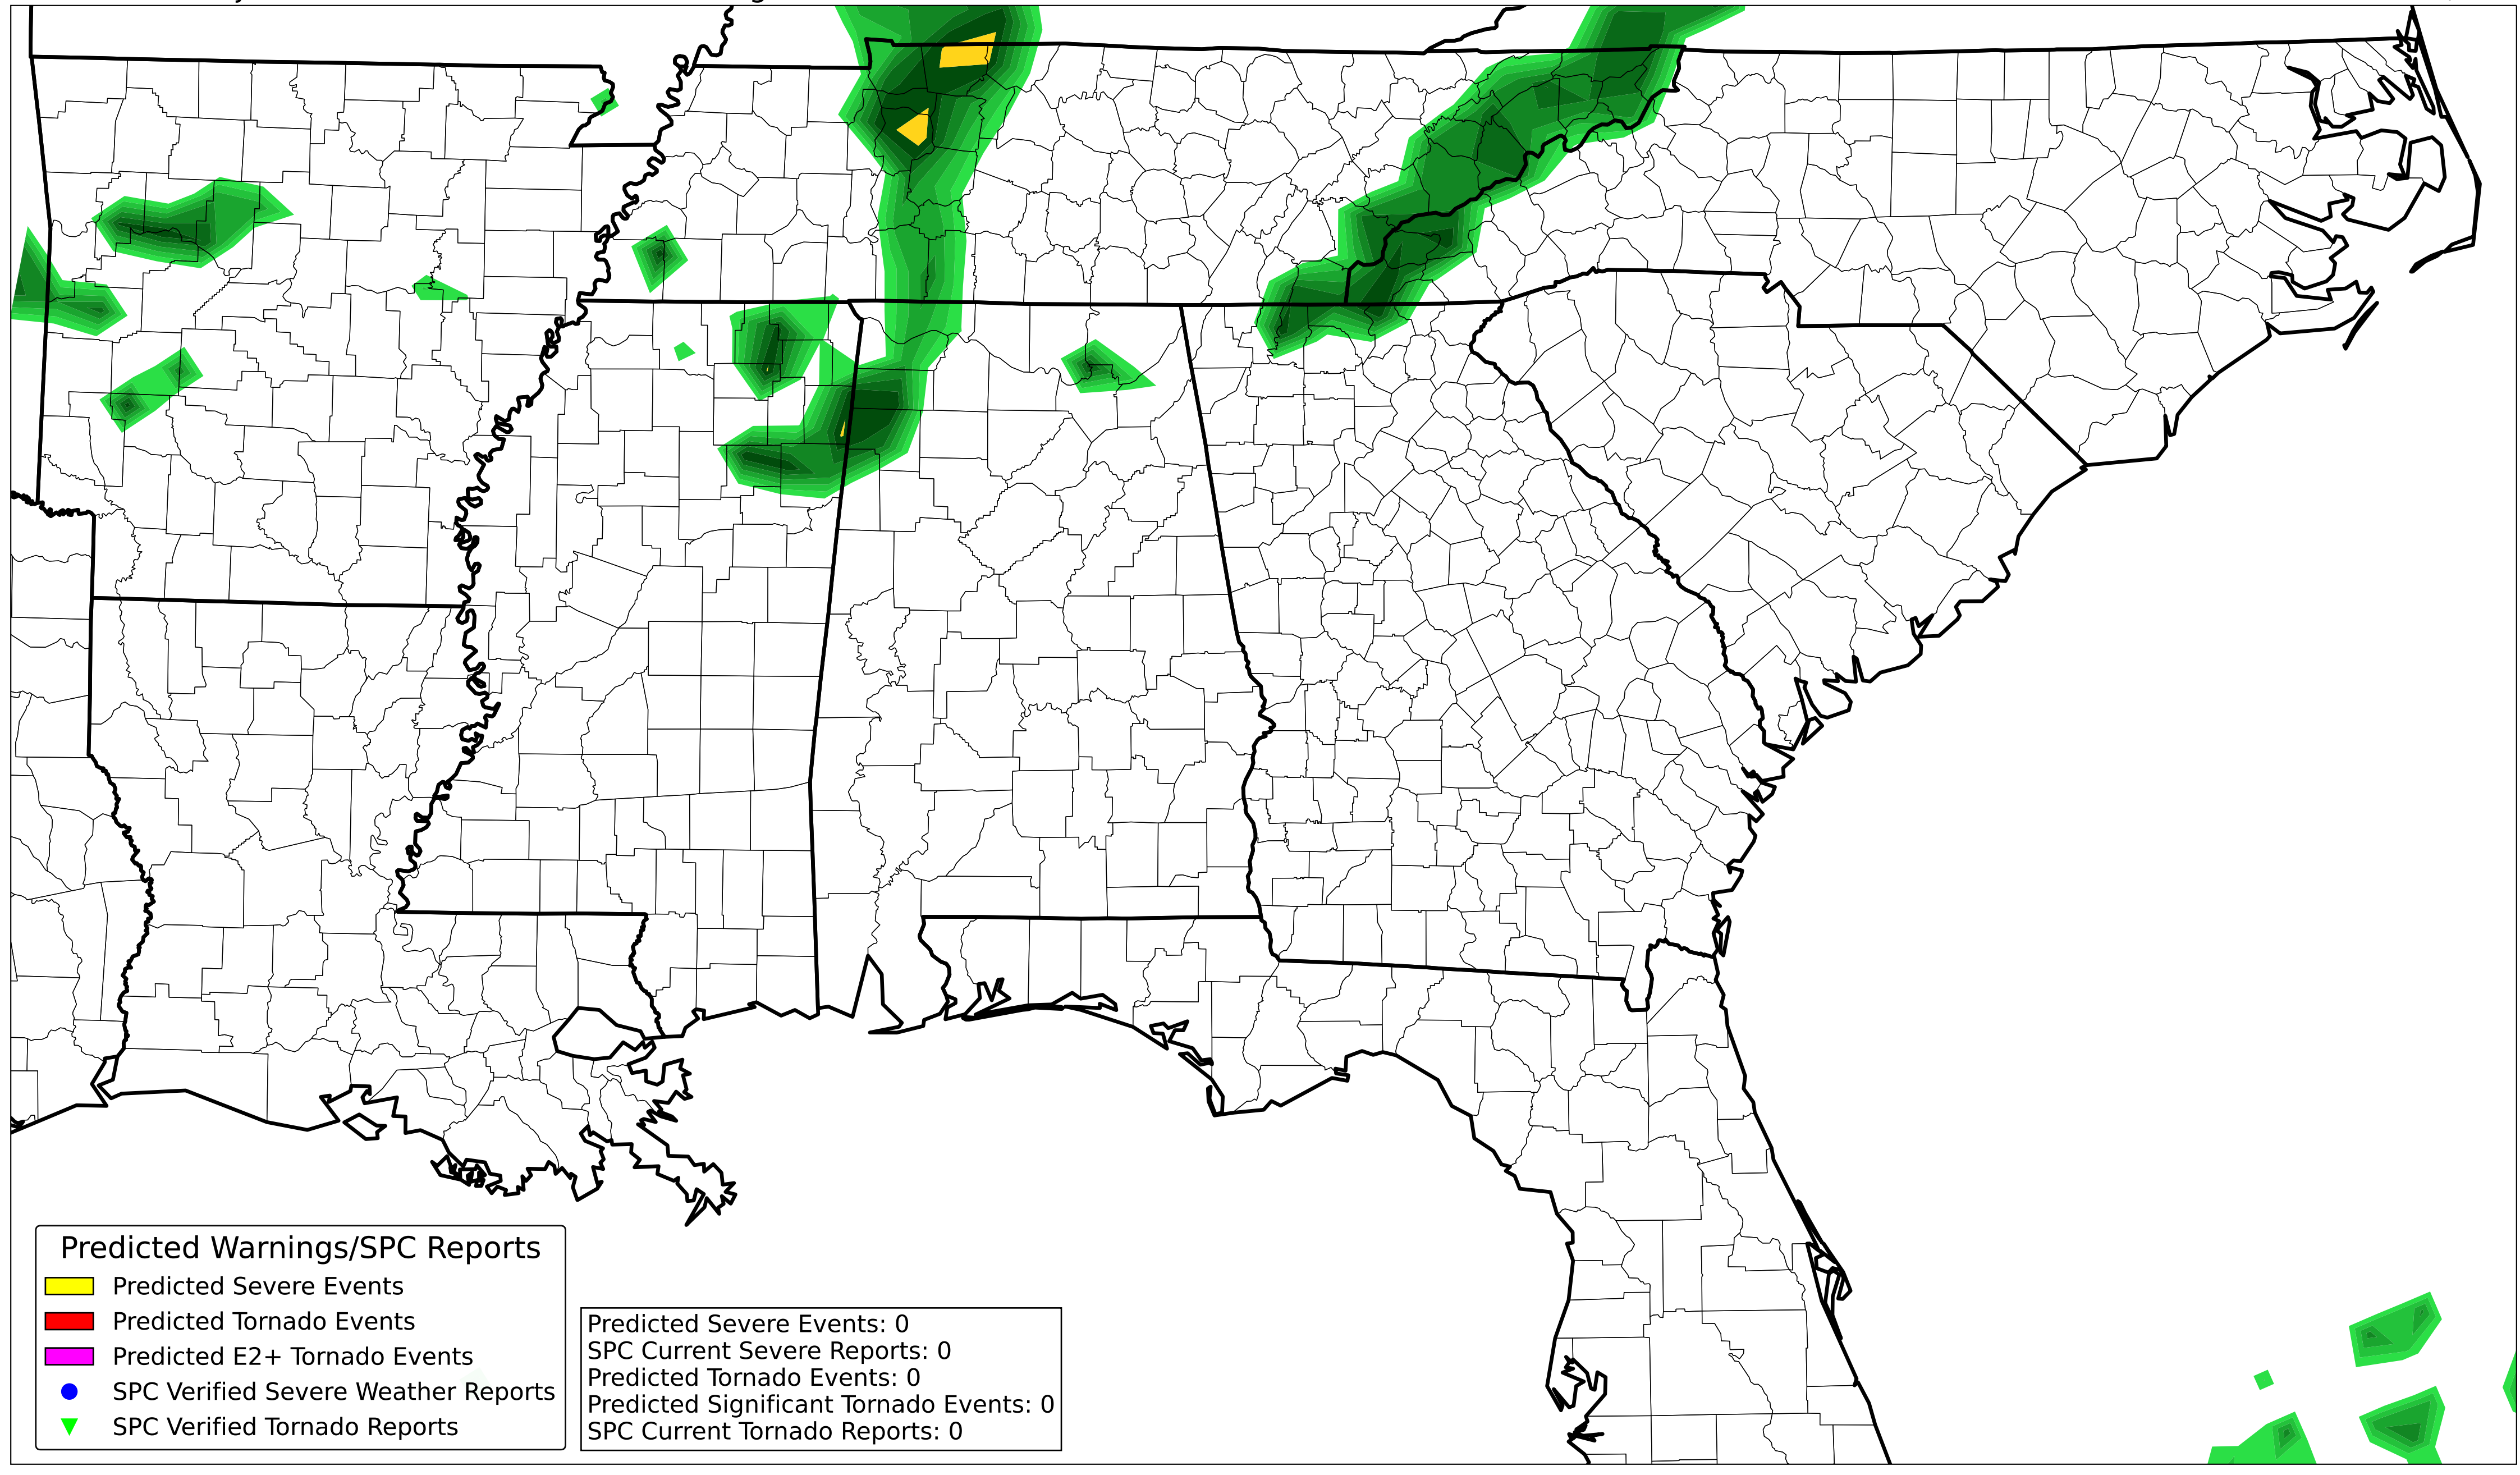 Predicted Warnings/SPC Reports
Predicted Severe Events
Predicted Tornado Events
Predicted E2+ Tornado Events
SPC Verified Severe Weather Reports
SPC Verified Tornado Reports
Predicted Severe Events: 0
SPC Current Severe Reports: 0
Predicted Tornado Events: 0
Predicted Significant Tornado Events: 0
SPC Current Tornado Reports: 0